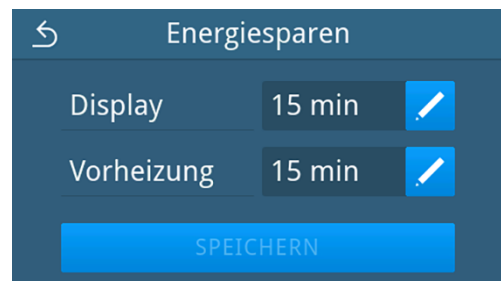 Energiesparen
Display 15 min
Vorheizung 15 min
SPEICHERN